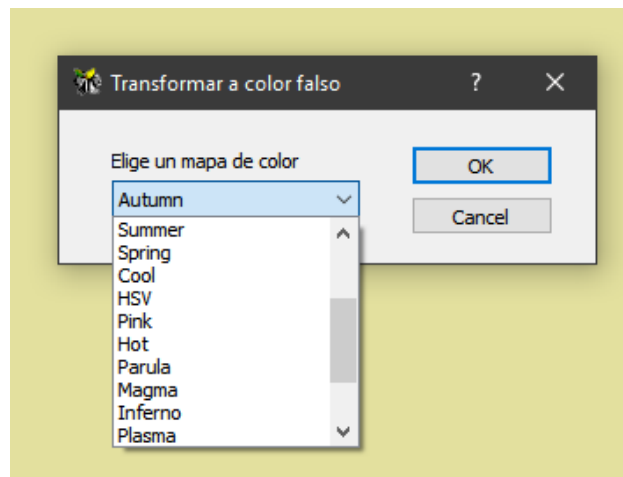 Transformar a color falso
?
Elige un mapa de color
OK
Autumn
Cancel
Summer
Spring
Cool
HSV
Pink
Hot
Parula
Magma
Inferno
Plasma